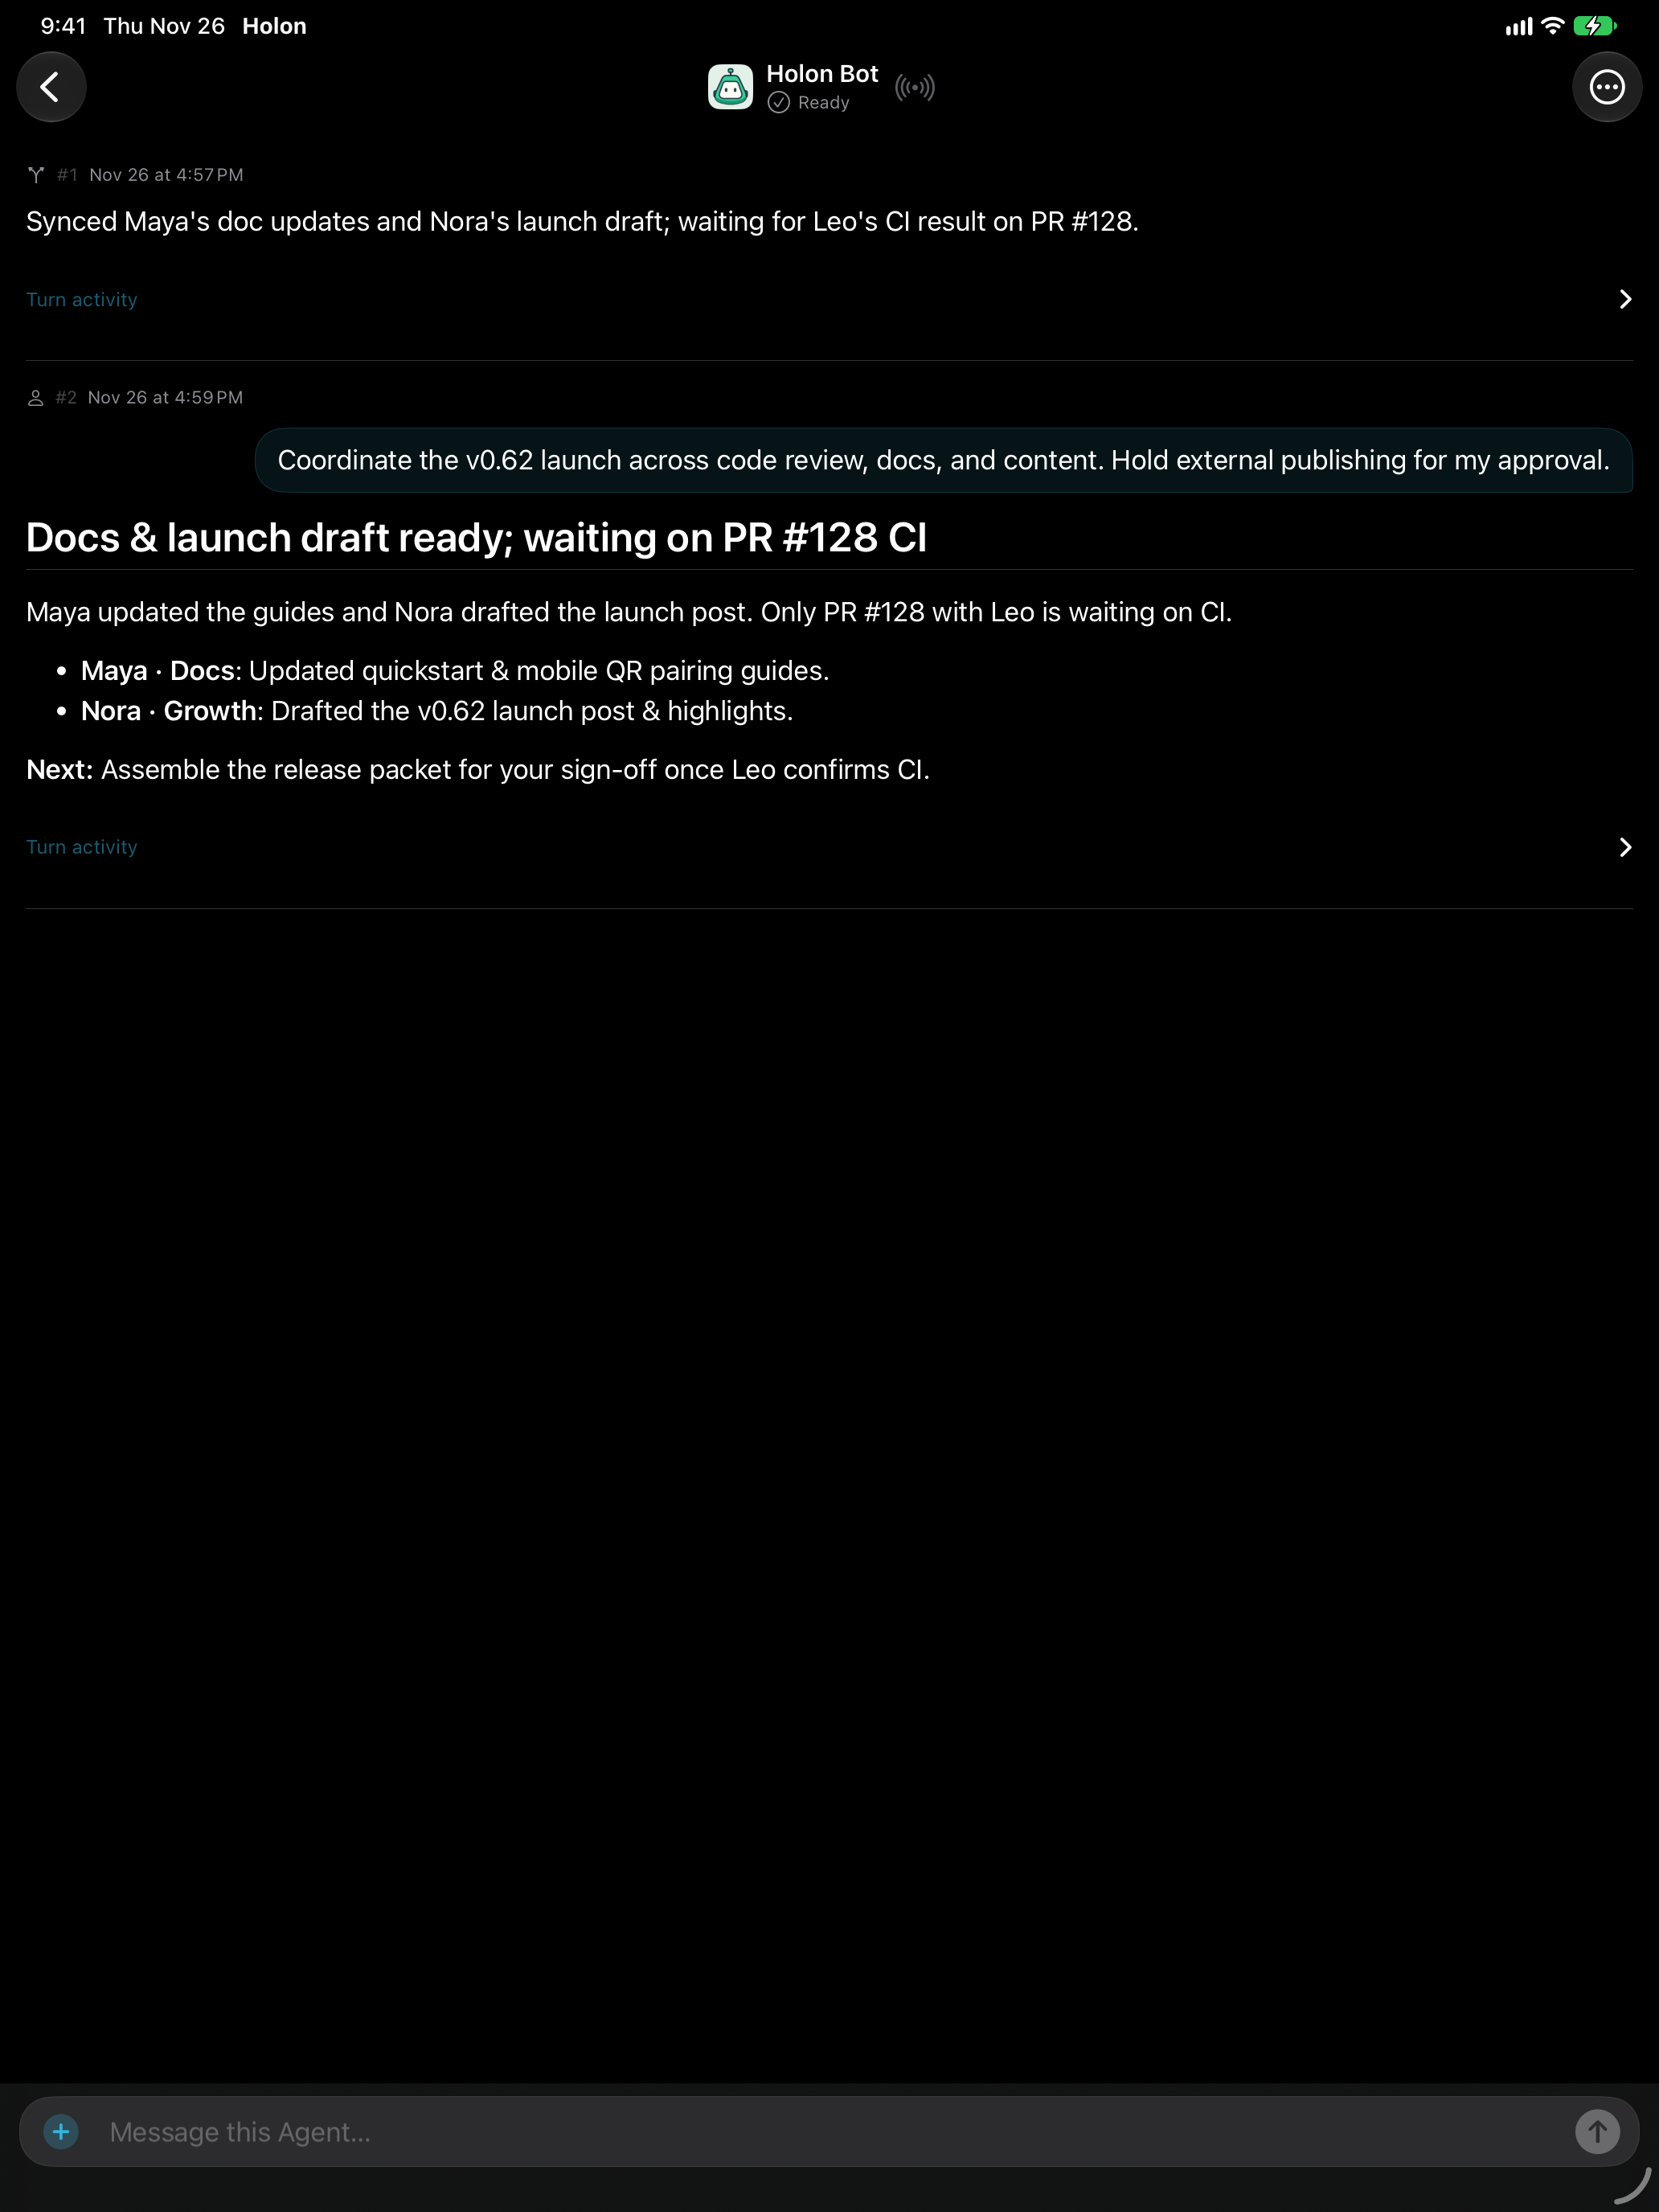 9:41 Thu Nov 26 Holon
Holon Bot
Ready
#1 Nov 26 at 4:57 PM
Synced Maya's doc updates and Nora's launch draft; waiting for Leo's CI result on PR #128.
Turn activity
#2 Nov 26 at 4:59 PM
Coordinate the v0.62 launch across code review, docs, and content. Hold external publishing for my approval.
Docs & launch draft ready; waiting on PR #128 CI
Maya updated the guides and Nora drafted the launch post. Only PR #128 with Leo is waiting on CI.
• Maya · Docs: Updated quickstart & mobile QR pairing guides.
• Nora · Growth: Drafted the v0.62 launch post & highlights.
Next: Assemble the release packet for your sign-off once Leo confirms CI.
Turn activity
Message this Agent...